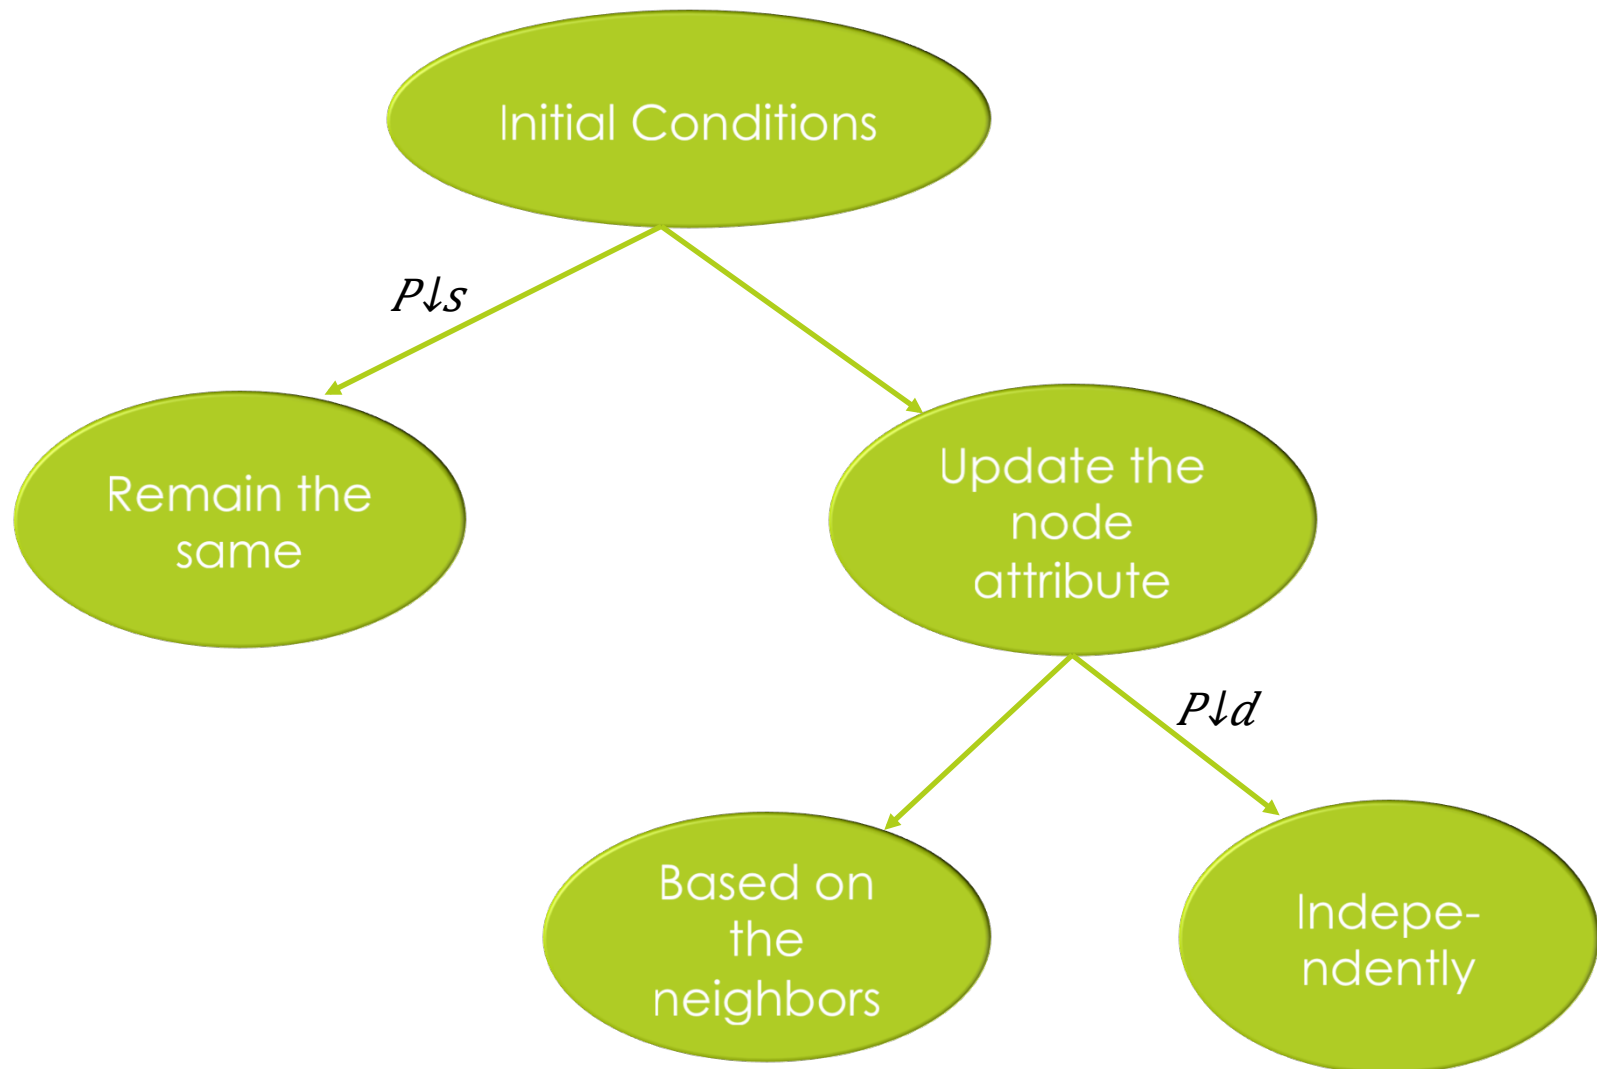 Initial Conditions
P↓s
Remain the
same
Update the
node
attribute
P↓d
Based on
the
neighbors
Indepe-
ndently